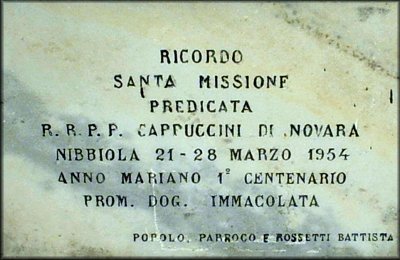 RICORDO
SANTA MISSIONE
PREDICATA
R. R. P. P. CAPPUCCINI DI NOVARA
NIBBIOLA 21 - 28 MARZO 1954
ANNO MARIANO 1º CENTENARIO
PROM. DOG. IMMACOLATA
POPOLO, PARROCO E ROSSETTI BATTISTA